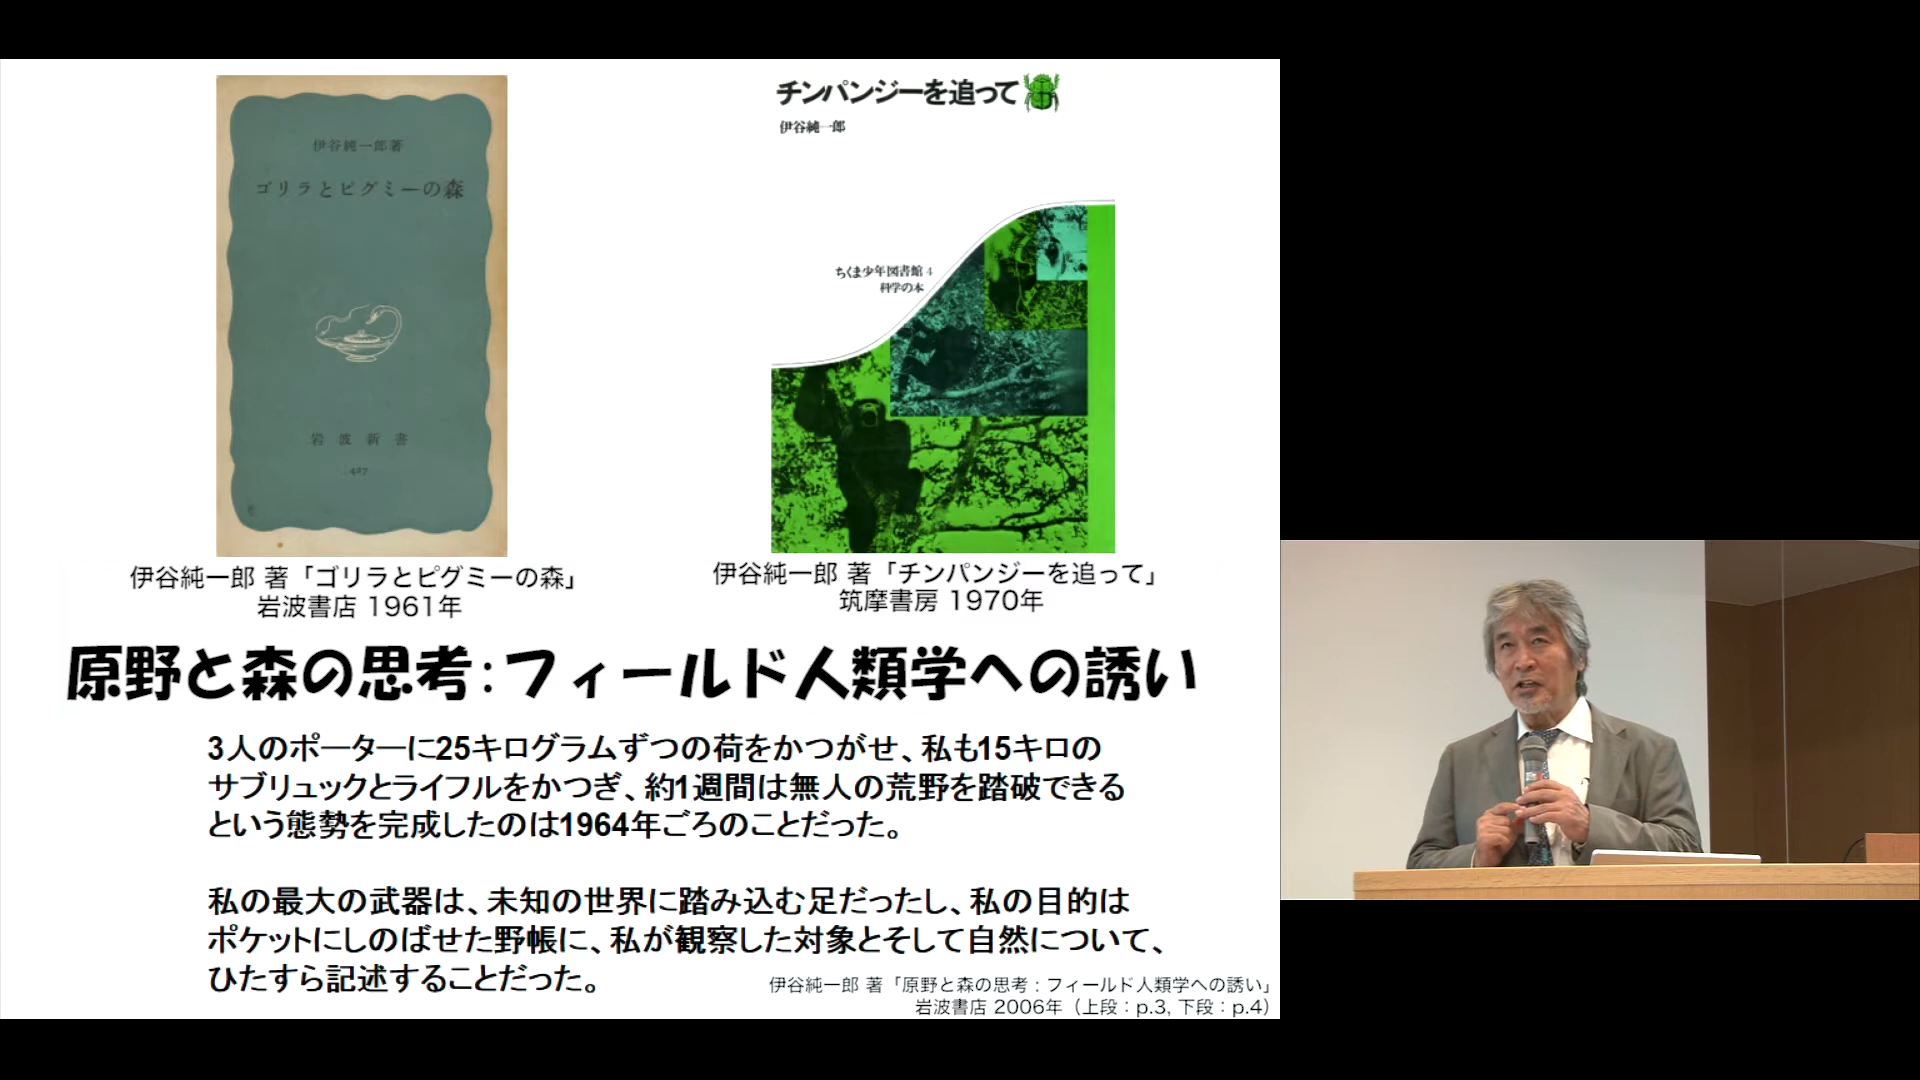 伊谷純一郎著
ゴリラとピグミーの森
岩波新書
427
チンパンジーを追って
伊谷純一郎
ちくま少年図書館 4
科学の本
伊谷純一郎 著「ゴリラとピグミーの森」
岩波書店 1961年
伊谷純一郎 著「チンパンジーを追って」
筑摩書房 1970年
原野と森の思考:フィールド人類学への誘い
3人のポーターに25キログラムずつの荷をかつがせ、私も15キロの
サブリュックとライフルをかつぎ、約1週間は無人の荒野を踏破できる
という態勢を完成したのは1964年ごろのことだった。
私の最大の武器は、未知の世界に踏み込む足だったし、私の目的は
ポケットにしのばせた野帳に、私が観察した対象とそして自然について、
ひたすら記述することだった。
伊谷純一郎 著「原野と森の思考:フィールド人類学への誘い」
岩波書店 2006年（上段：p.3, 下段：p.4）